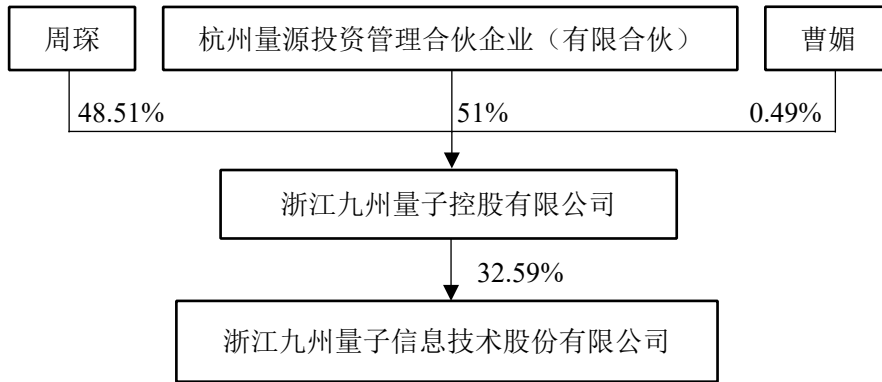 周琛
杭州量源投资管理合伙企业（有限合伙）
曹媚
48.51%
51%
0.49%
浙江九州量子控股有限公司
32.59%
浙江九州量子信息技术股份有限公司